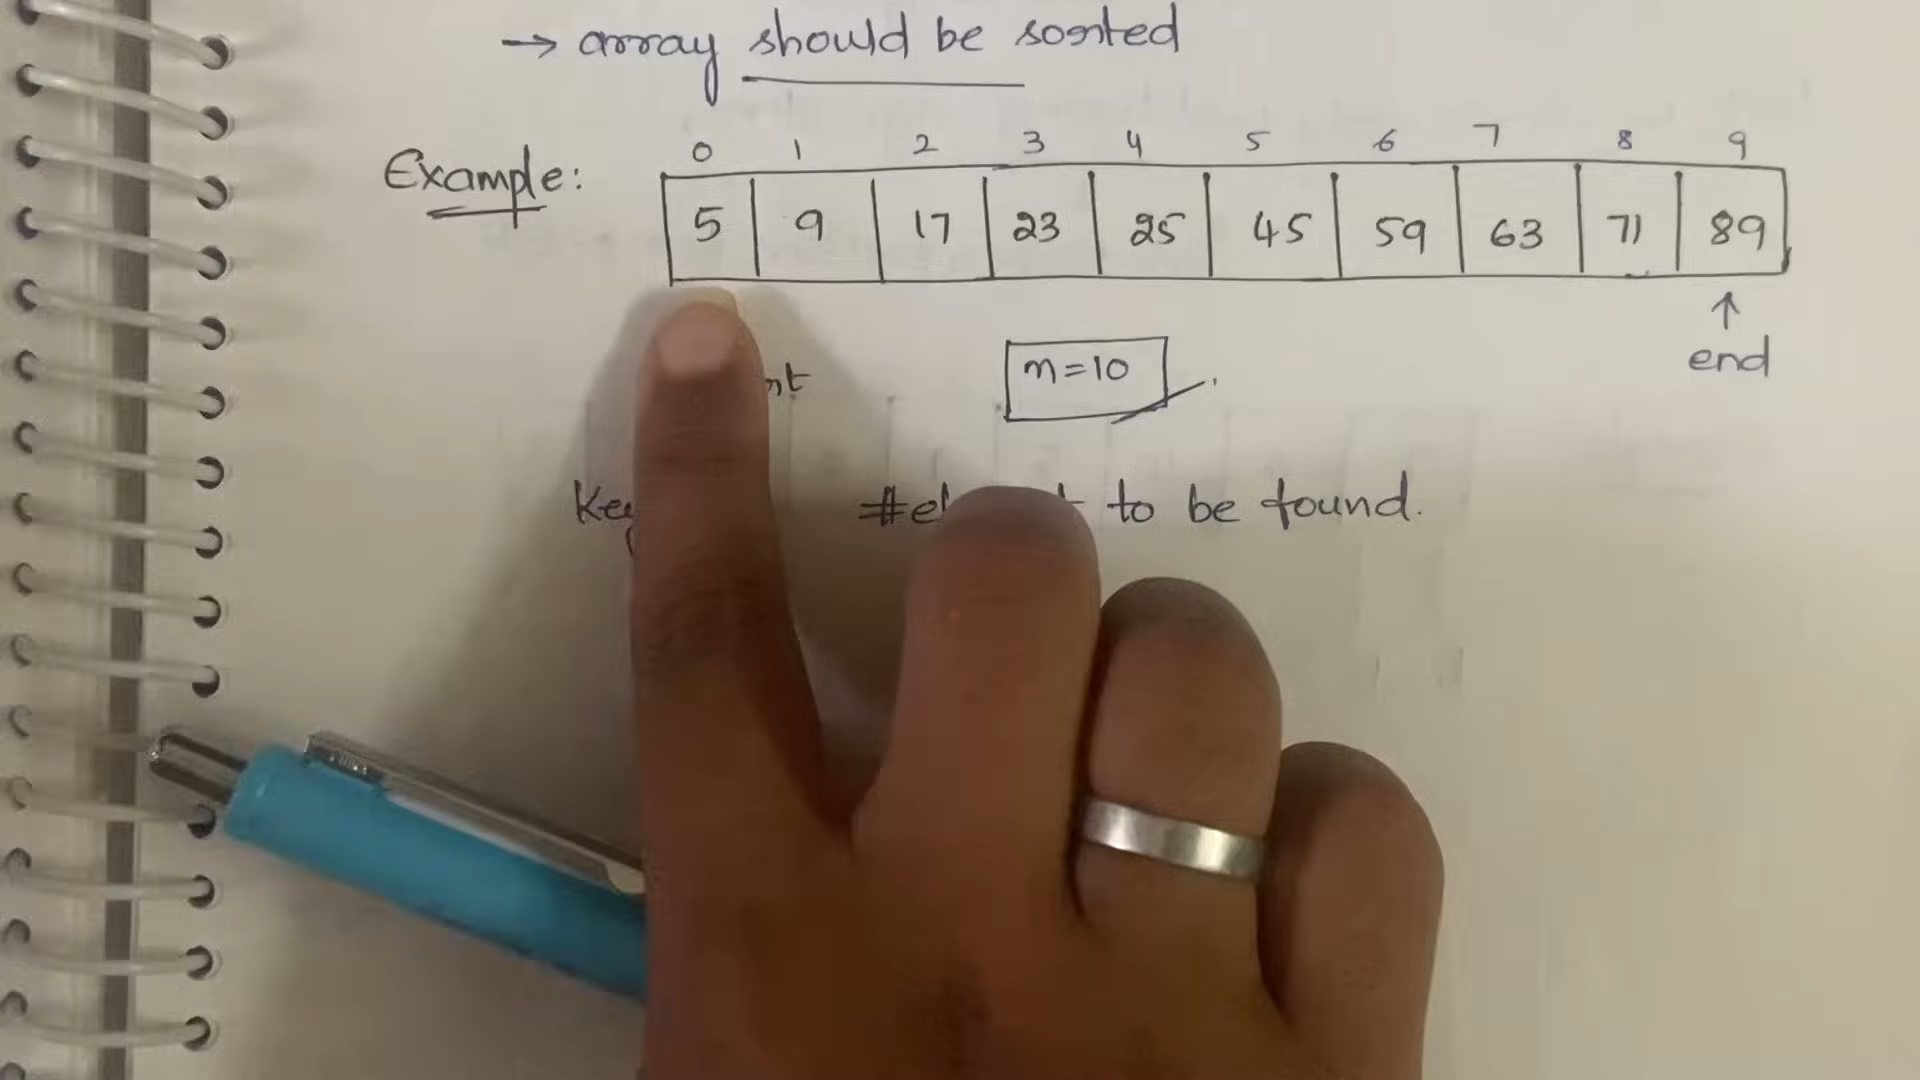 → array should be sorted
0 1 2 3 4 5 6 7 8 9
Example: 5 9 17 23 25 45 59 63 71 89
↑
n=10 end
to be found.